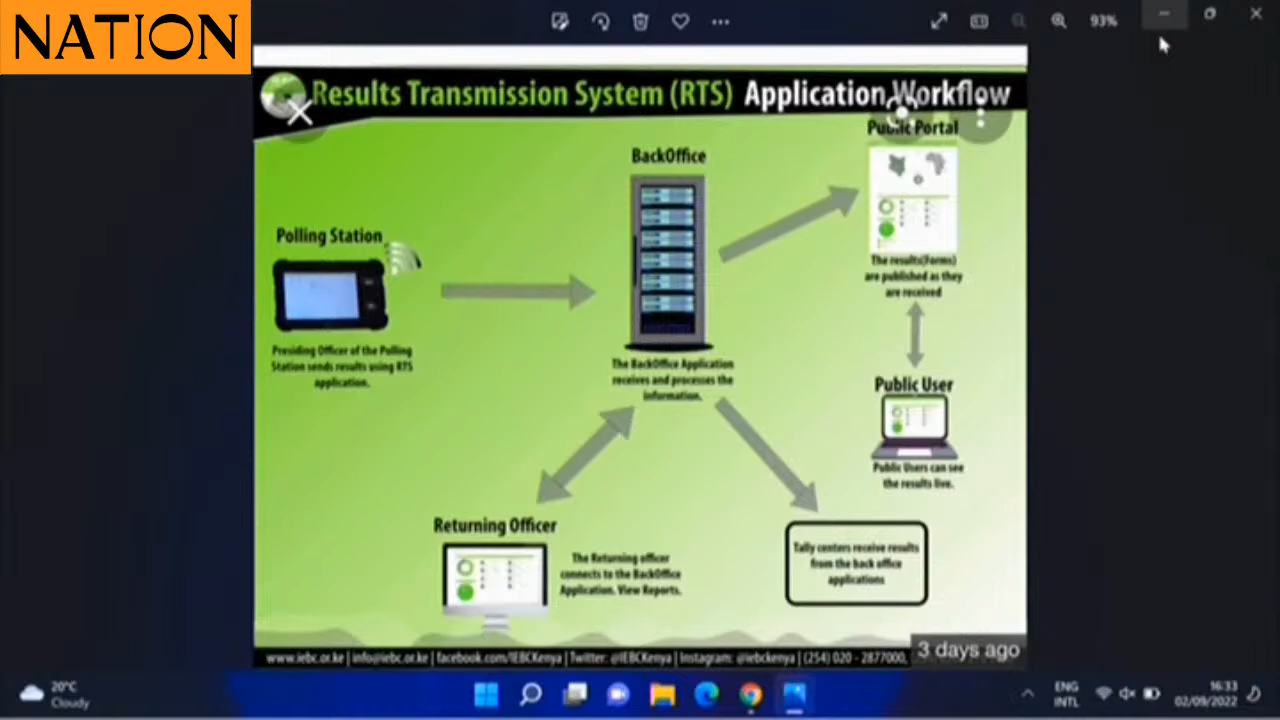 NATION
93%
Results Transmission System (RTS) Application Workflow
Public Portal
BackOffice
Polling Station
The results(Forms)
are published as they
are received
Presiding Officer of the Polling
Station sends results using RTS
application.
The BackOffice Application
receives and processes the
information.
Public User
Public Users can see
the results live.
Returning Officer
The Returning officer
connects to the BackOffice
Application. View Reports.
Tally centers receive results
from the back office
applications
3 days ago
www.iebc.or.ke | info@iebc.or.ke | facebook.com/IEBCKenya | Twitter: @IEBCKenya | Instagram: @iebckenya | (254) 020 - 2877000,
20°C
Cloudy
ENG
INTL
16:33
02/09/2022